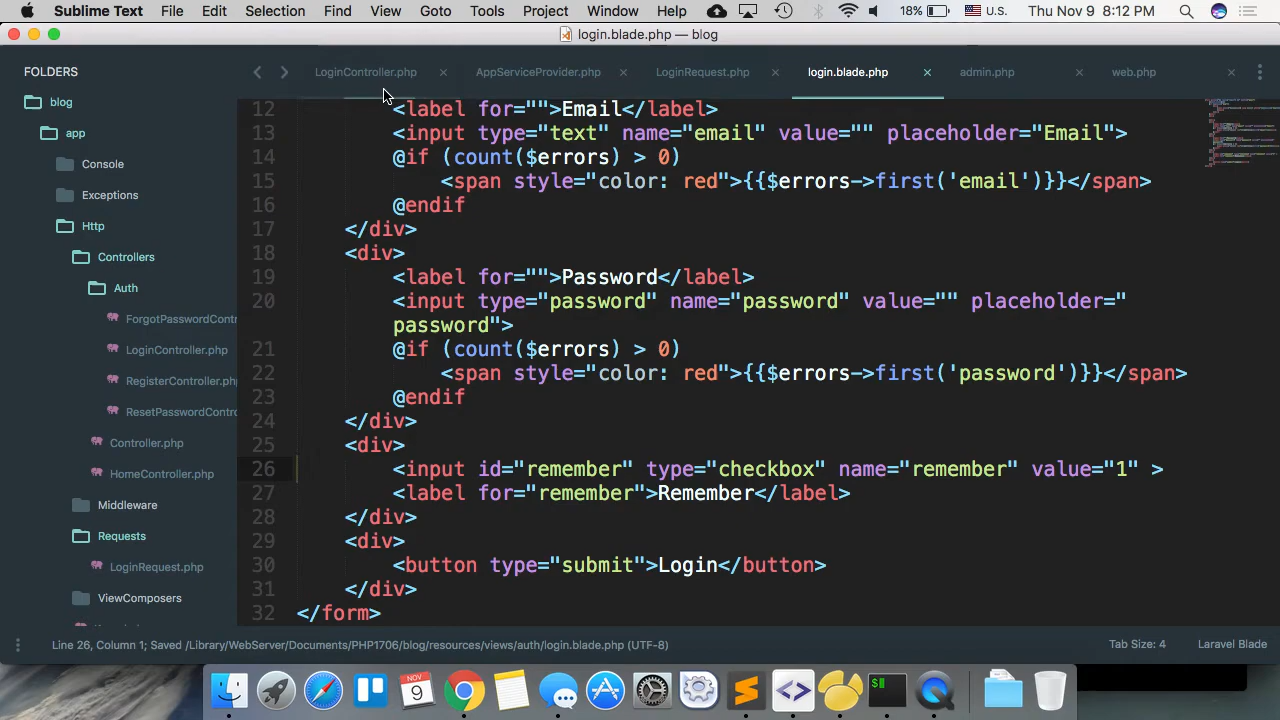 Sublime Text File Edit Selection Find View Goto Tools Project Window Help 18% U.S. Thu Nov 9 8:12 PM
login.blade.php — blog
FOLDERS
blog
app
Console
Exceptions
Http
Controllers
Auth
ForgotPasswordContr
LoginController.php
RegisterController.php
ResetPasswordContro
Controller.php
HomeController.php
Middleware
Requests
LoginRequest.php
ViewComposers
LoginController.php AppServiceProvider.php LoginRequest.php login.blade.php admin.php web.php
12 <label for="">Email</label>
13 <input type="text" name="email" value="" placeholder="Email">
14 @if (count($errors) > 0)
15 <span style="color: red">{{$errors->first('email')}}</span>
16 @endif
17 </div>
18 <div>
19 <label for="">Password</label>
20 <input type="password" name="password" value="" placeholder="
password">
21 @if (count($errors) > 0)
22 <span style="color: red">{{$errors->first('password')}}</span>
23 @endif
24 </div>
25 <div>
26 <input id="remember" type="checkbox" name="remember" value="1" >
27 <label for="remember">Remember</label>
28 </div>
29 <div>
30 <button type="submit">Login</button>
31 </div>
32 </form>
Line 26, Column 1; Saved /Library/WebServer/Documents/PHP1706/blog/resources/views/auth/login.blade.php (UTF-8) Tab Size: 4 Laravel Blade
NOV
9